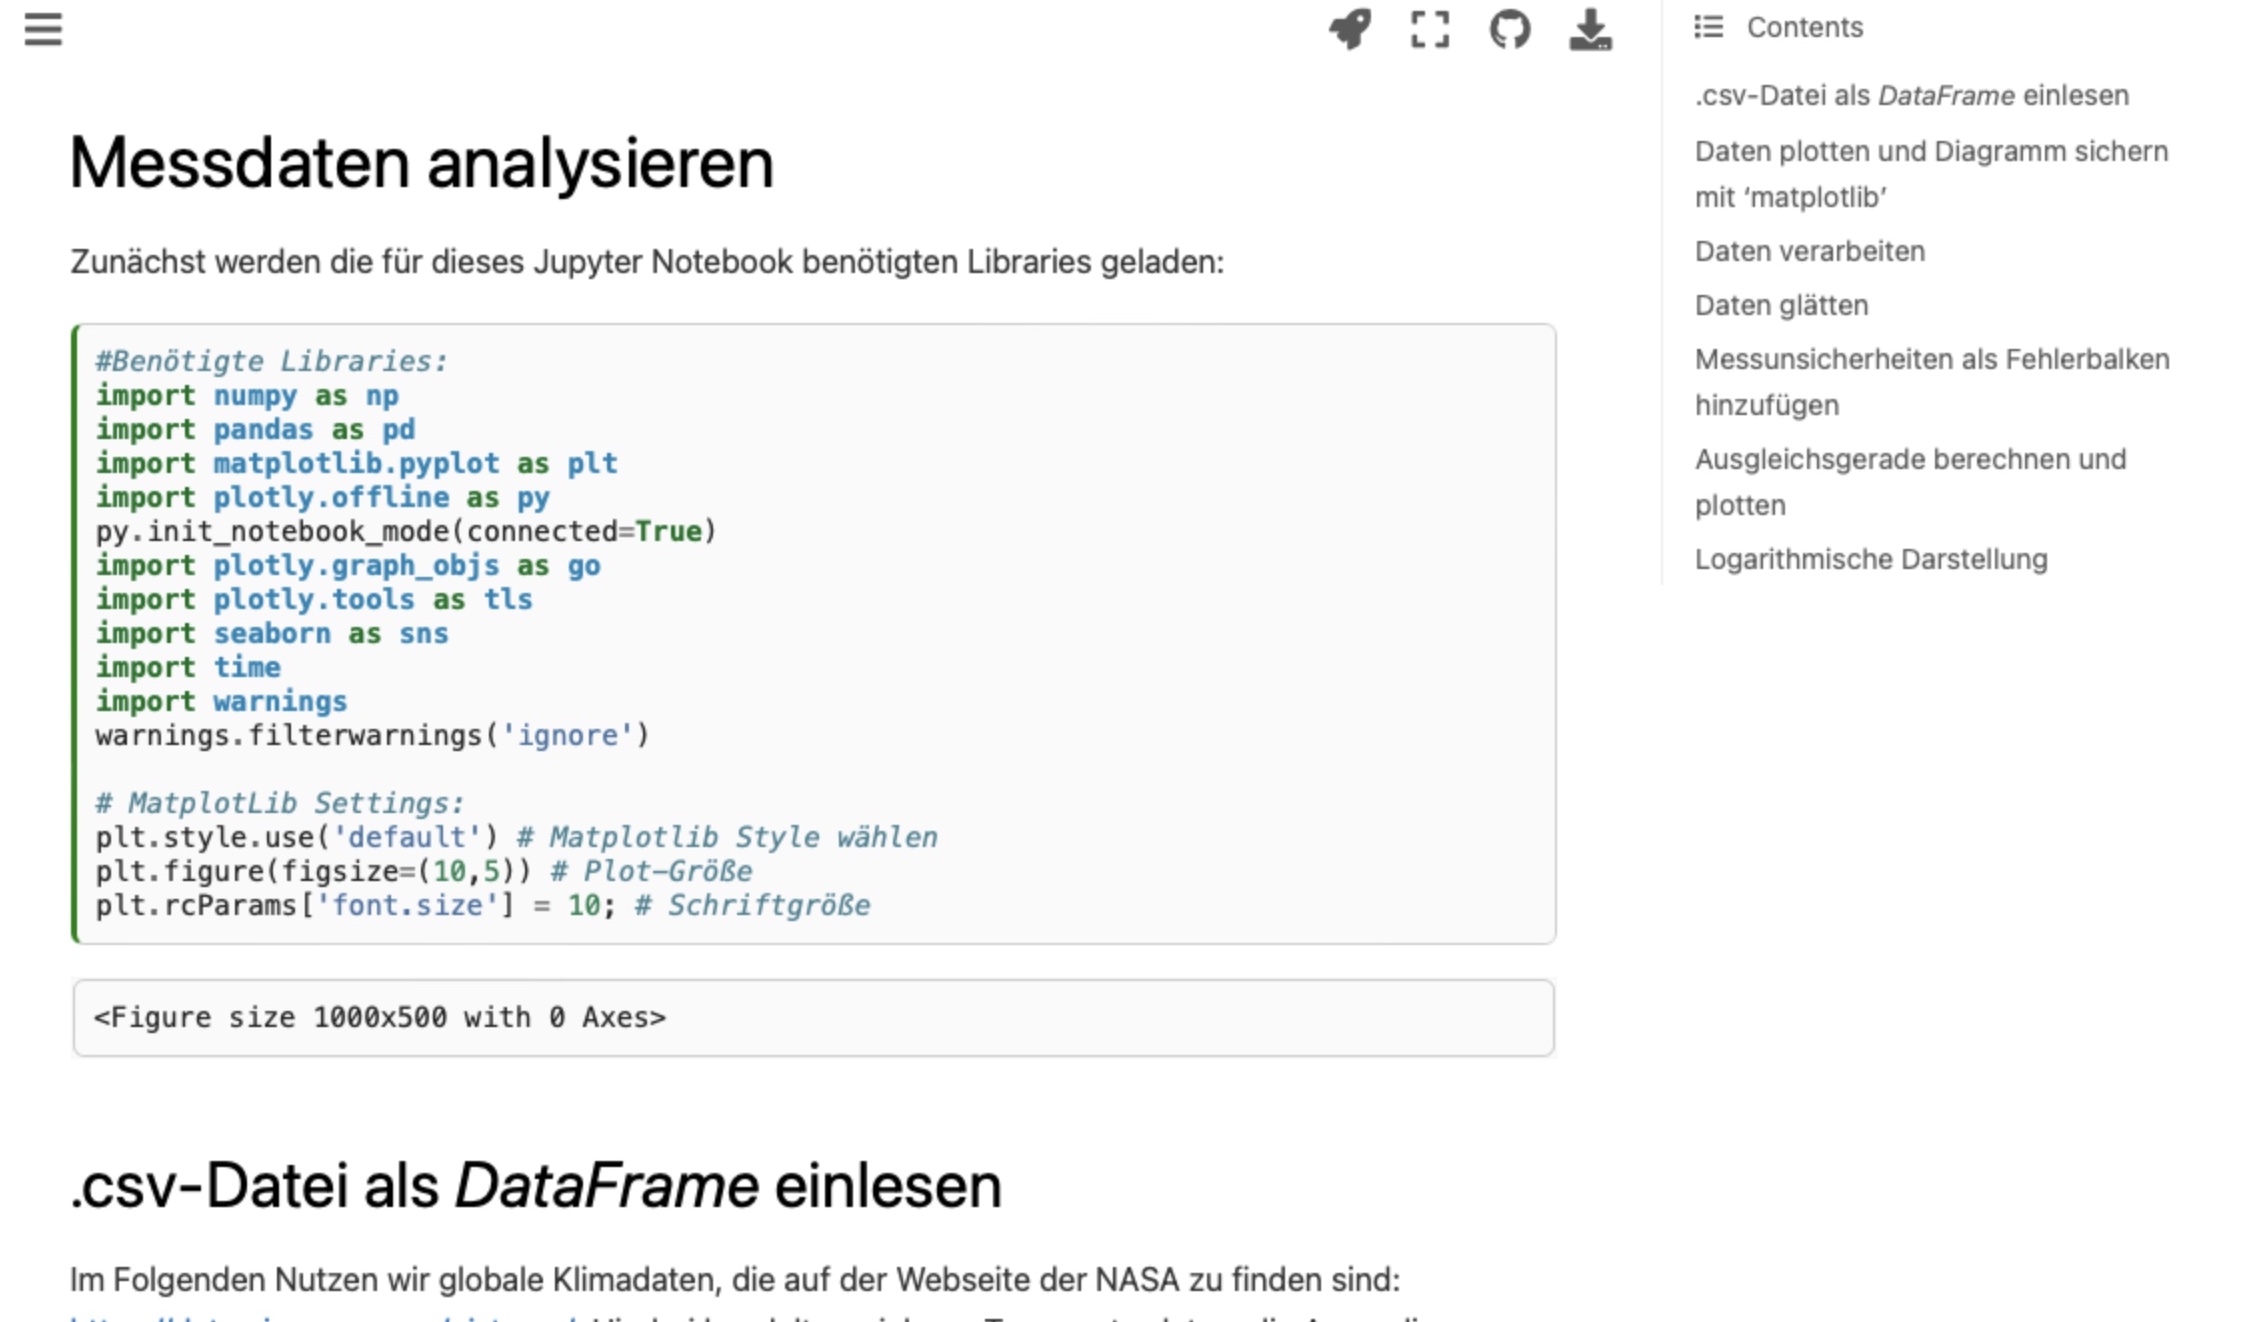 Messdaten analysieren
Zunächst werden die für dieses Jupyter Notebook benötigten Libraries geladen:
#Benötigte Libraries:
import numpy as np
import pandas as pd
import matplotlib.pyplot as plt
import plotly.offline as py
py.init_notebook_mode(connected=True)
import plotly.graph_objs as go
import plotly.tools as tls
import seaborn as sns
import time
import warnings
warnings.filterwarnings('ignore')
# MatplotLib Settings:
plt.style.use('default') # Matplotlib Style wählen
plt.figure(figsize=(10,5)) # Plot-Größe
plt.rcParams['font.size'] = 10; # Schriftgröße
<Figure size 1000x500 with 0 Axes>
.csv-Datei als DataFrame einlesen
Im Folgenden Nutzen wir globale Klimadaten, die auf der Webseite der NASA zu finden sind:
Contents
.csv-Datei als DataFrame einlesen
Daten plotten und Diagramm sichern
mit ‘matplotlib’
Daten verarbeiten
Daten glätten
Messunsicherheiten als Fehlerbalken
hinzufügen
Ausgleichsgerade berechnen und
plotten
Logarithmische Darstellung